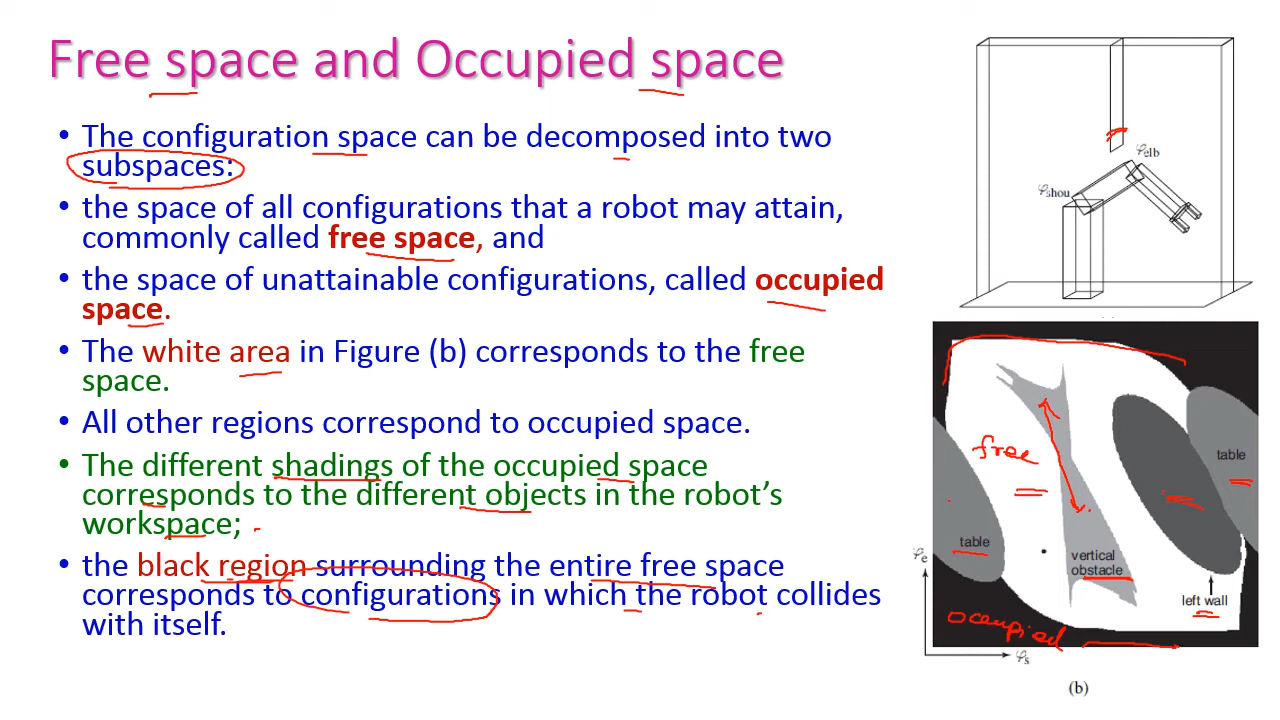 Free space and Occupied space
• The configuration space can be decomposed into two
subspaces:
• the space of all configurations that a robot may attain,
commonly called free space, and
• the space of unattainable configurations, called occupied
space.
• The white area in Figure (b) corresponds to the free
space.
• All other regions correspond to occupied space.
• The different shadings of the occupied space
corresponds to the different objects in the robot's
workspace;
• the black region surrounding the entire free space
corresponds to configurations in which the robot collides
with itself.
φelb
φshou
free
table
table
vertical
obstacle
left wall
occupied
φe
φs
(b)